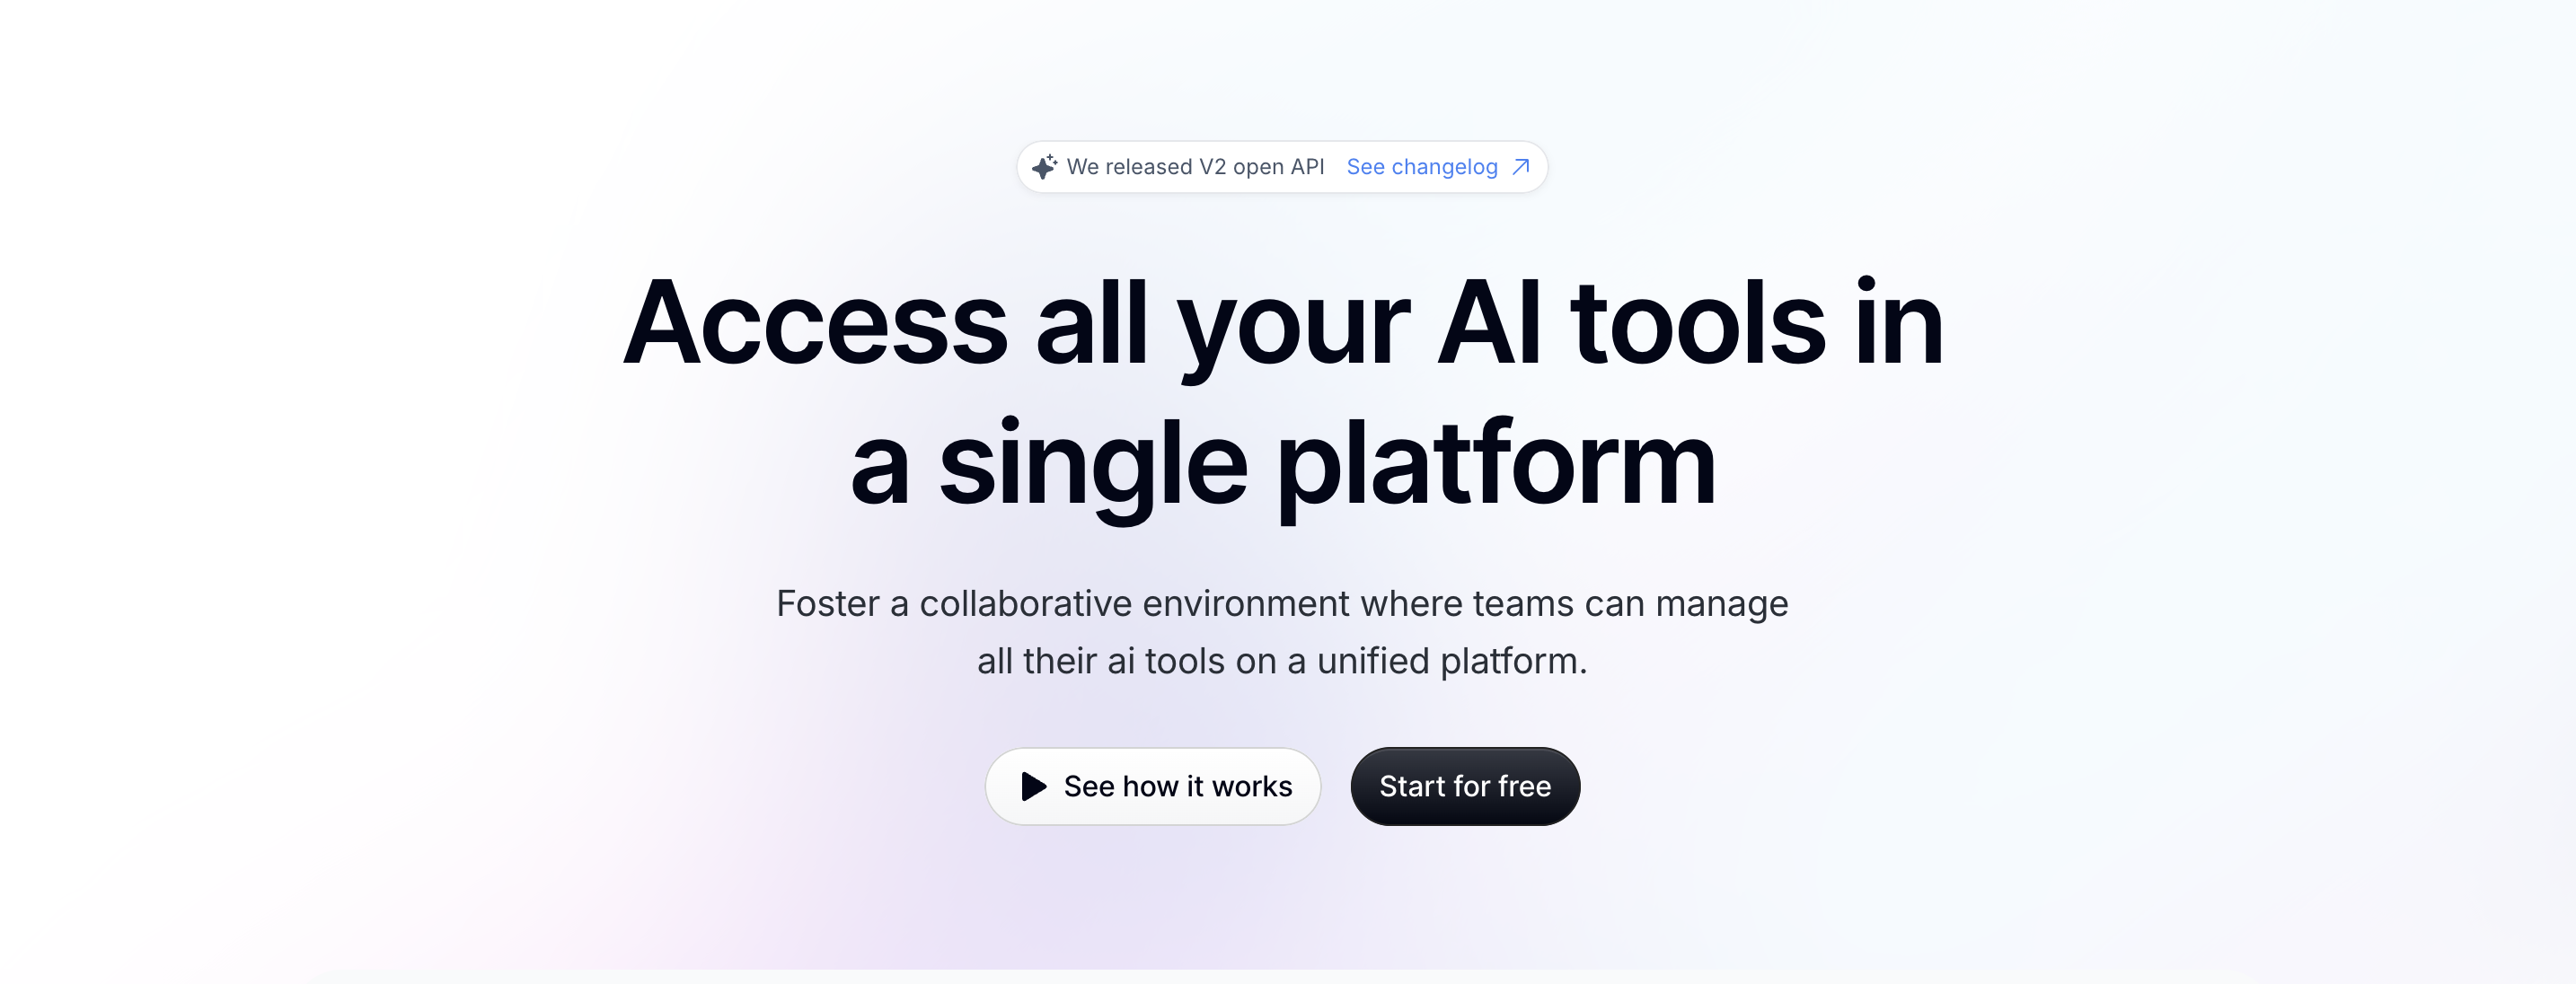 We released V2 open API See changelog
Access all your AI tools in
a single platform
Foster a collaborative environment where teams can manage
all their ai tools on a unified platform.
See how it works Start for free